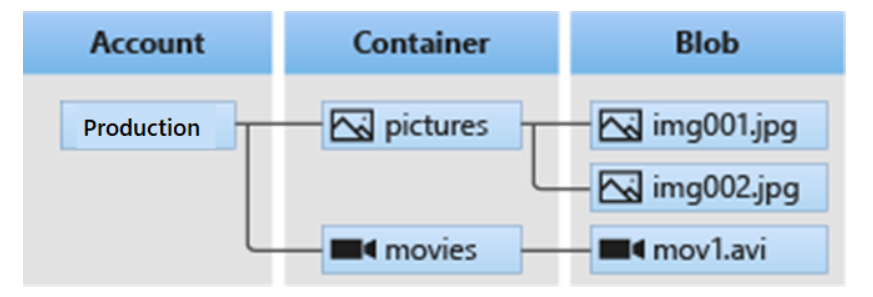 Account Container Blob
Production pictures img001.jpg
img002.jpg
movies mov1.avi